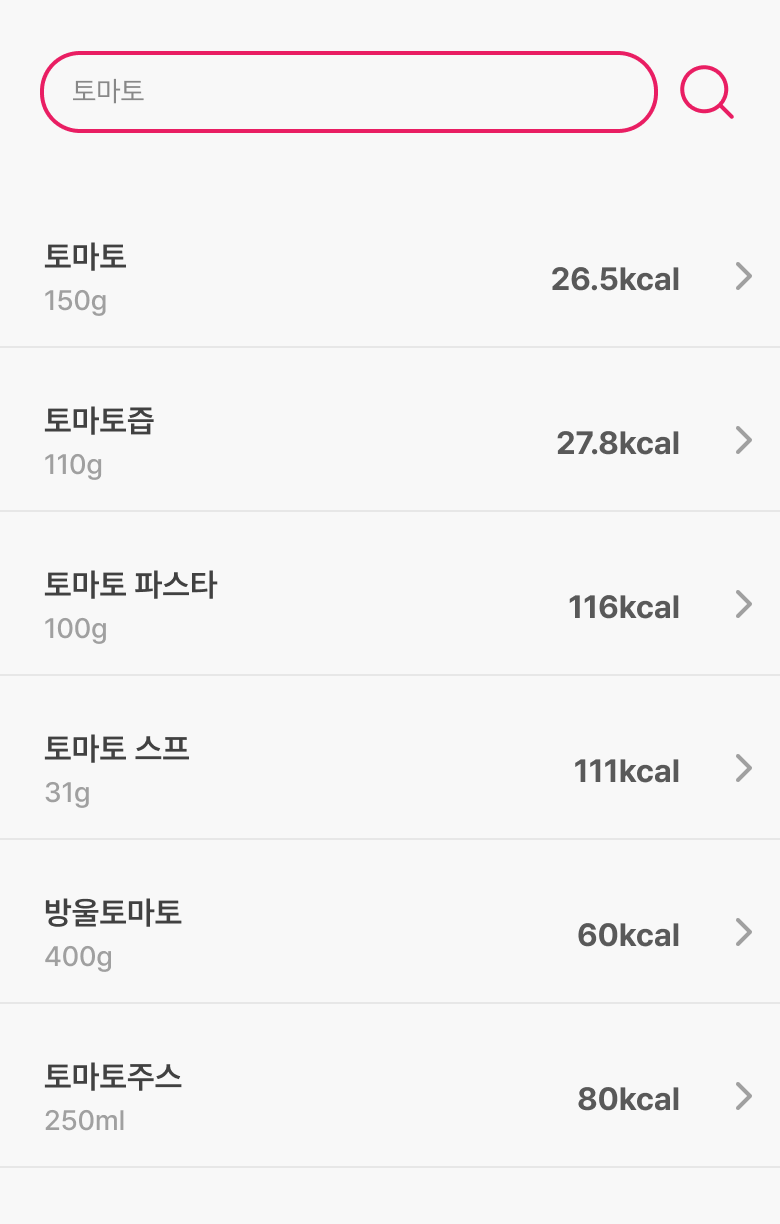 토마토
토마토
150g
26.5kcal
토마토즙
110g
27.8kcal
토마토 파스타
100g
116kcal
토마토 스프
31g
111kcal
방울토마토
400g
60kcal
토마토주스
250ml
80kcal